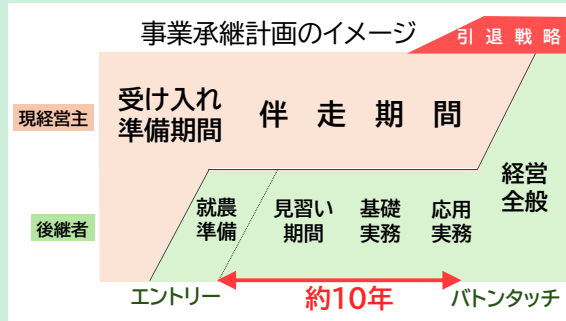 事業承継計画のイメージ
引退戦略
現経営主
受け入れ
準備期間
伴走期間
後継者
就農
準備
見習い
期間
基礎
実務
応用
実務
経営
全般
エントリー
約10年
バトンタッチ